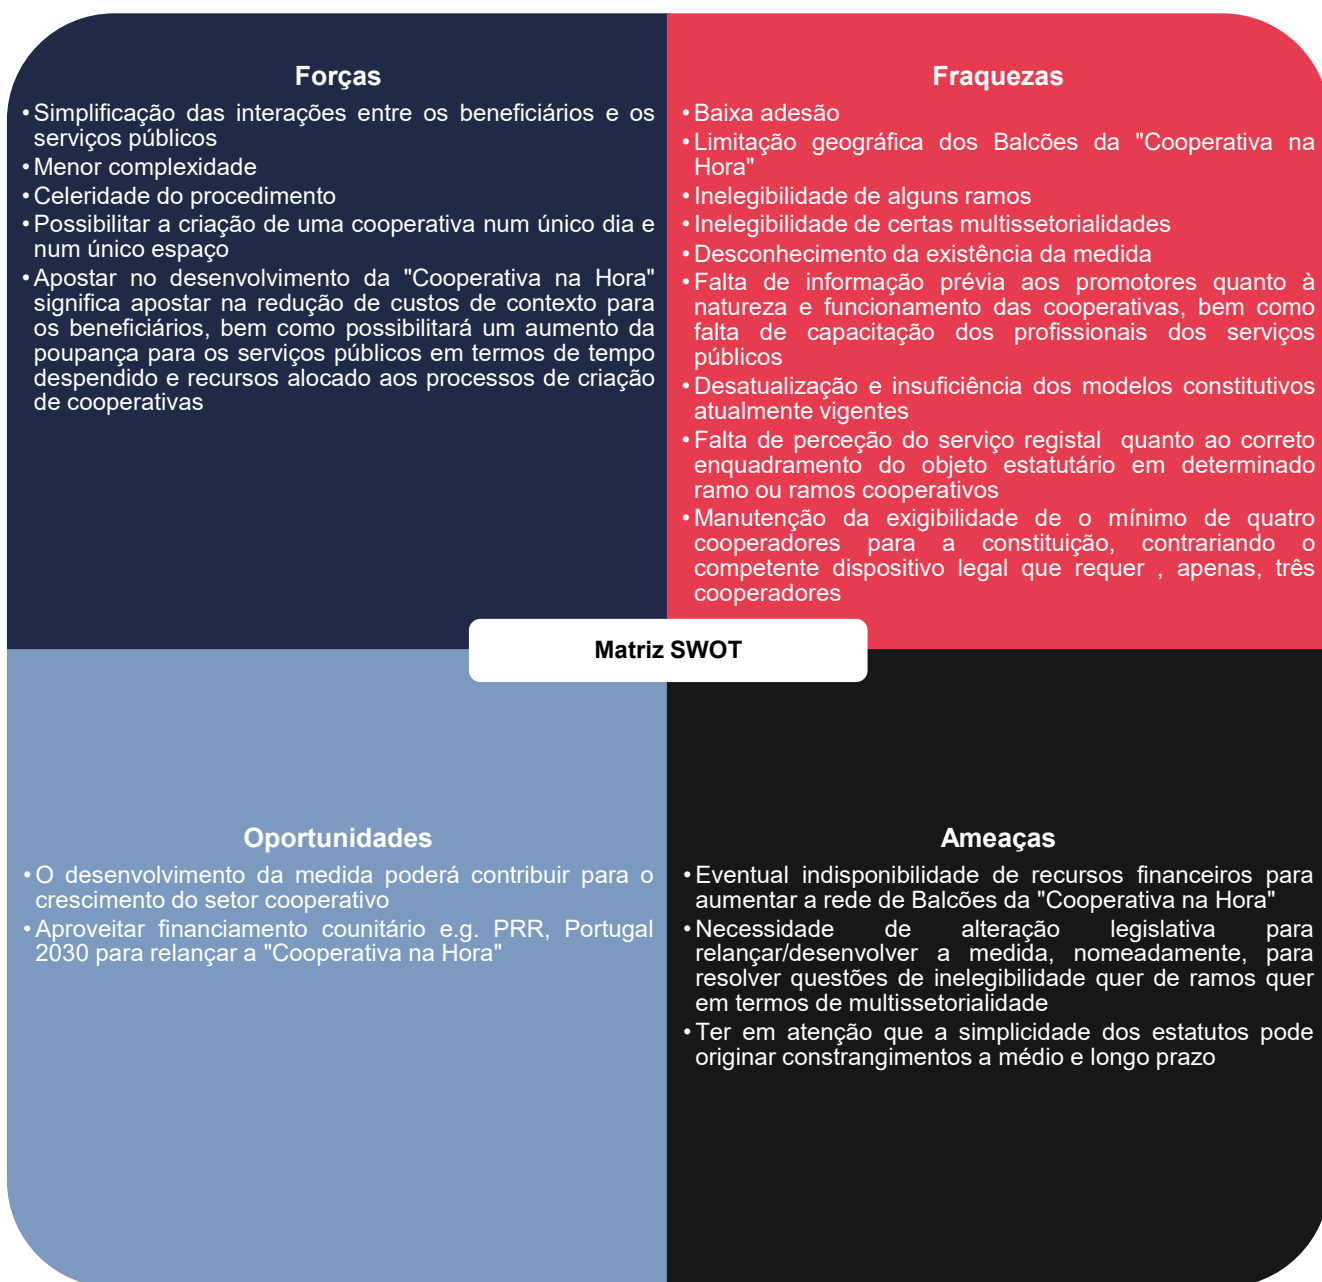 Forças
•Simplificação das interações entre os beneficiários e os
serviços públicos
•Menor complexidade
•Celeridade do procedimento
•Possibilitar a criação de uma cooperativa num único dia e
num único espaço
•Apostar no desenvolvimento da "Cooperativa na Hora"
significa apostar na redução de custos de contexto para
os beneficiários, bem como possibilitará um aumento da
poupança para os serviços públicos em termos de tempo
despendido e recursos alocado aos processos de criação
de cooperativas
Fraquezas
•Baixa adesão
•Limitação geográfica dos Balcões da "Cooperativa na
Hora"
•Inelegibilidade de alguns ramos
•Inelegibilidade de certas multissetorialidades
•Desconhecimento da existência da medida
•Falta de informação prévia aos promotores quanto à
natureza e funcionamento das cooperativas, bem como
falta de capacitação dos profissionais dos serviços
públicos
•Desatualização e insuficiência dos modelos constitutivos
atualmente vigentes
•Falta de perceção do serviço registal quanto ao correto
enquadramento do objeto estatutário em determinado
ramo ou ramos cooperativos
•Manutenção da exigibilidade de o mínimo de quatro
cooperadores para a constituição, contrariando o
competente dispositivo legal que requer , apenas, três
cooperadores
Matriz SWOT
Oportunidades
•O desenvolvimento da medida poderá contribuir para o
crescimento do setor cooperativo
•Aproveitar financiamento counitário e.g. PRR, Portugal
2030 para relançar a "Cooperativa na Hora"
Ameaças
•Eventual indisponibilidade de recursos financeiros para
aumentar a rede de Balcões da "Cooperativa na Hora"
•Necessidade de alteração legislativa para
relançar/desenvolver a medida, nomeadamente, para
resolver questões de inelegibilidade quer de ramos quer
em termos de multissetorialidade
•Ter em atenção que a simplicidade dos estatutos pode
originar constrangimentos a médio e longo prazo